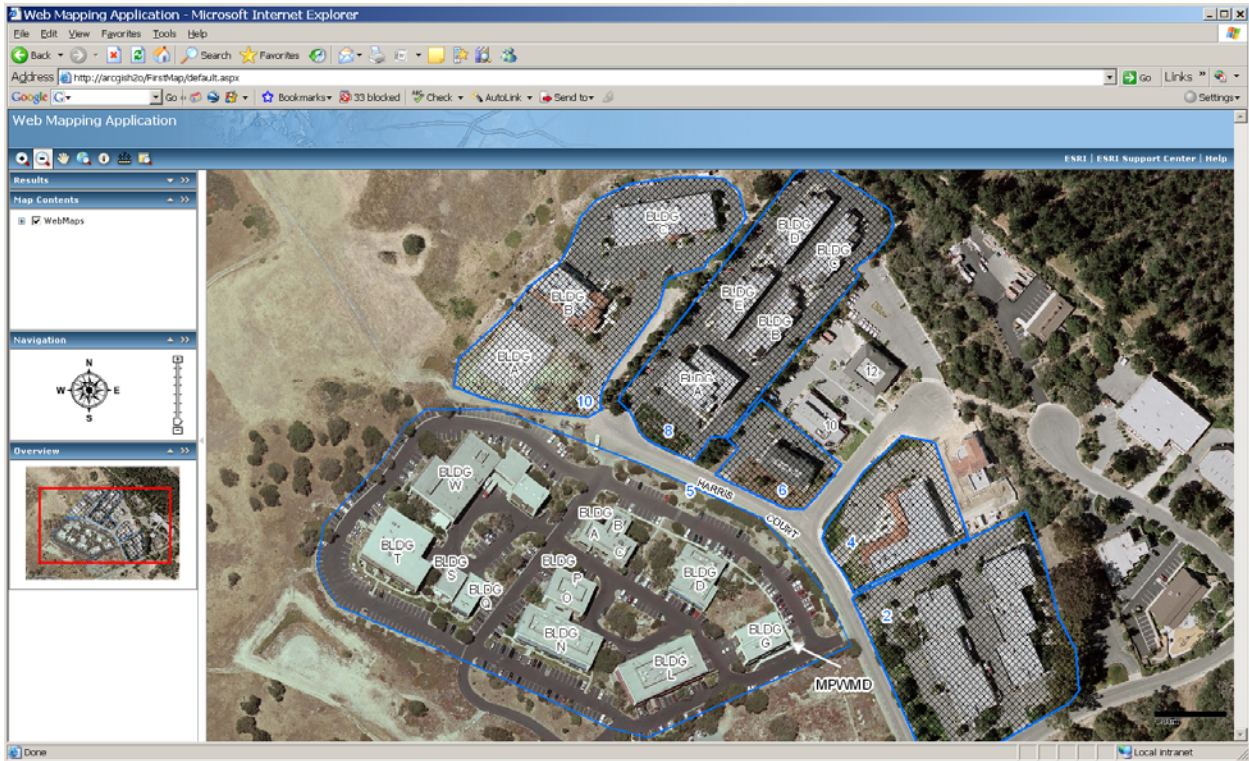 Web Mapping Application - Microsoft Internet Explorer
File Edit View Favorites Tools Help
Back Search Favorites
Address http://arcgish2o/FirstMap/default.aspx Go Links »
Google G Go Bookmarks 33 blocked ABC Check AutoLink Send to Settings
Web Mapping Application
ESRI | ESRI Support Center | Help
Results
Map Contents
WebMaps
Navigation
N
W E
S
Overview
BLDG
C
BLDG
D
BLDG
C
BLDG
B
BLDG
E
BLDG
B
BLDG
A
BLDG
A
12
10
10
8
6
5
HARRIS
COURT
4
2
BLDG
W
BLDG
A B
C
BLDG
T
BLDG
S
BLDG
Q
BLDG
P
O
BLDG
D
BLDG
N
BLDG
G
BLDG
L
MPWMD
Done
Local intranet